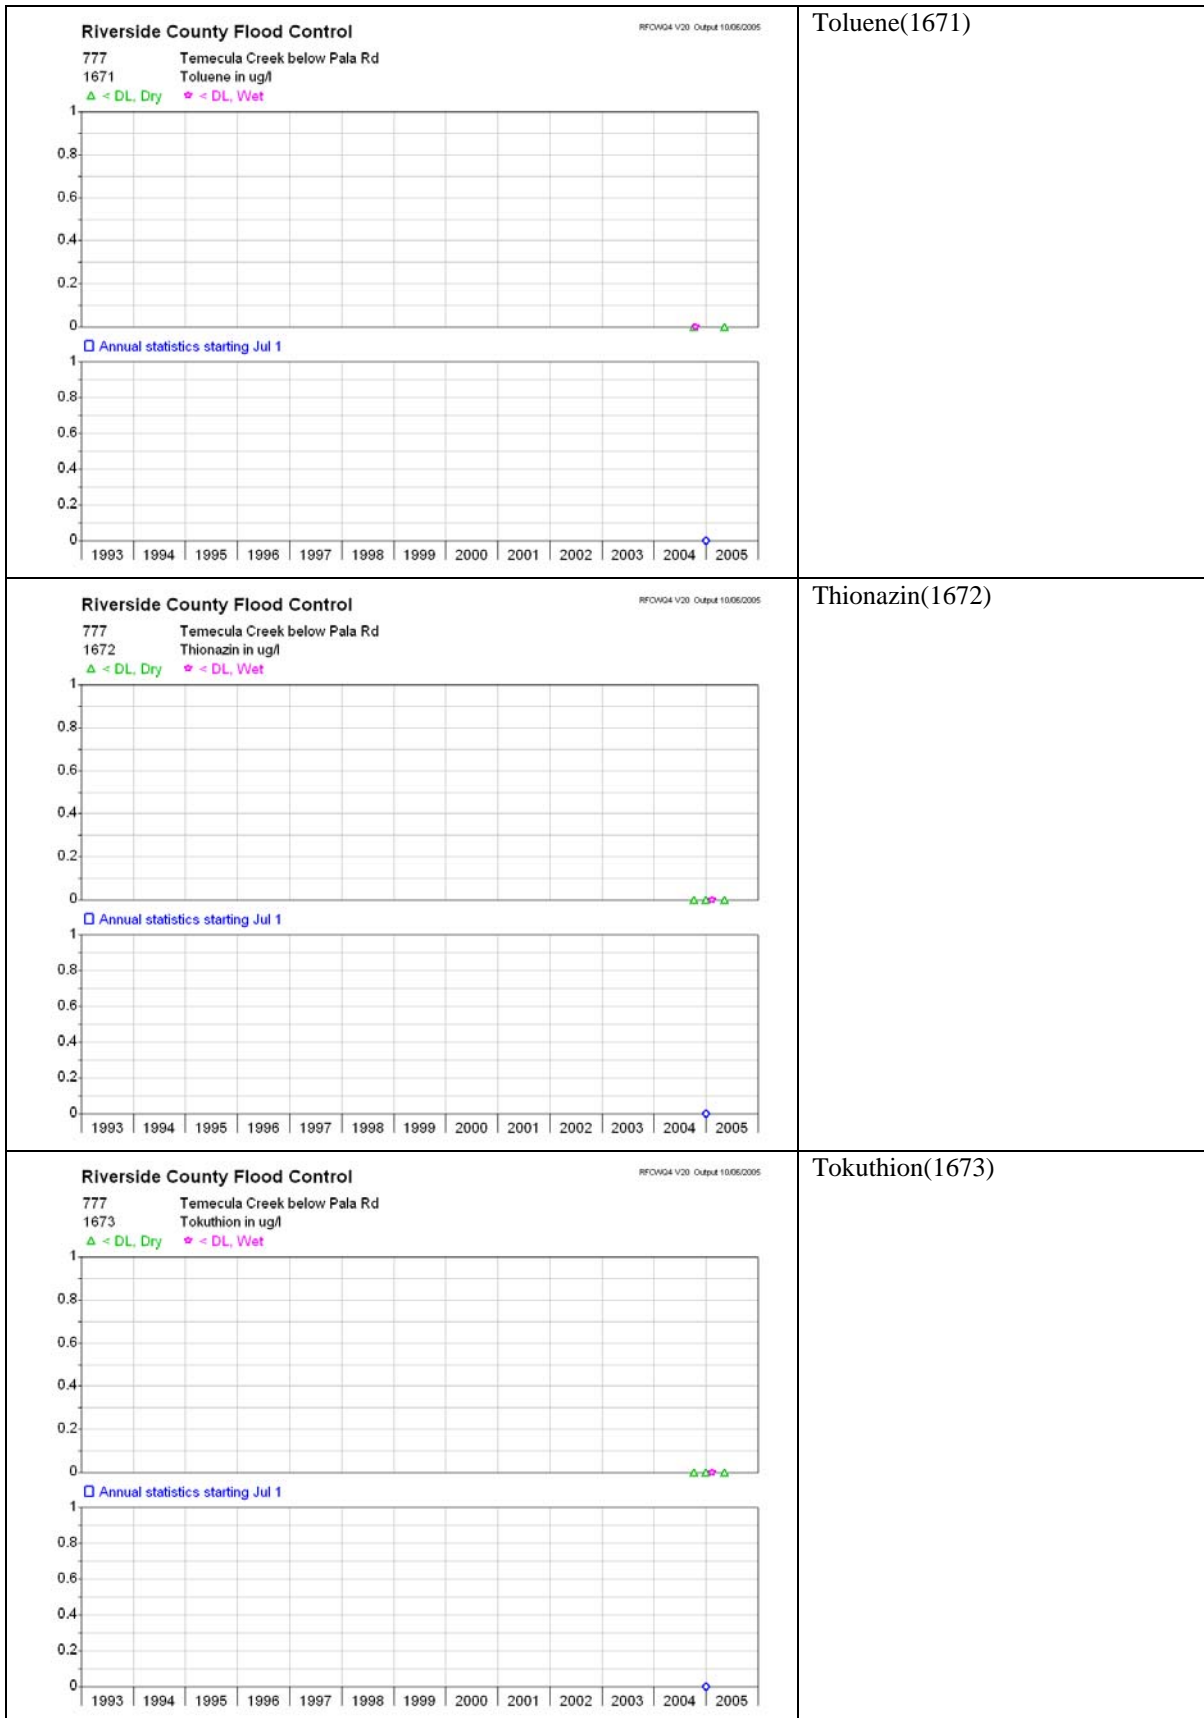 Riverside County Flood Control RFCWQ4 V20 Output 10/06/2005
777 Temecula Creek below Pala Rd
1671 Toluene in ug/l
< DL, Dry < DL, Wet
1
0.8
0.6
0.4
0.2
0
Annual statistics starting Jul 1
1
0.8
0.6
0.4
0.2
0
1993 1994 1995 1996 1997 1998 1999 2000 2001 2002 2003 2004 2005
Toluene(1671)
Riverside County Flood Control RFCWQ4 V20 Output 10/06/2005
777 Temecula Creek below Pala Rd
1672 Thionazin in ug/l
< DL, Dry < DL, Wet
1
0.8
0.6
0.4
0.2
0
Annual statistics starting Jul 1
1
0.8
0.6
0.4
0.2
0
1993 1994 1995 1996 1997 1998 1999 2000 2001 2002 2003 2004 2005
Thionazin(1672)
Riverside County Flood Control RFCWQ4 V20 Output 10/06/2005
777 Temecula Creek below Pala Rd
1673 Tokuthion in ug/l
< DL, Dry < DL, Wet
1
0.8
0.6
0.4
0.2
0
Annual statistics starting Jul 1
1
0.8
0.6
0.4
0.2
0
1993 1994 1995 1996 1997 1998 1999 2000 2001 2002 2003 2004 2005
Tokuthion(1673)